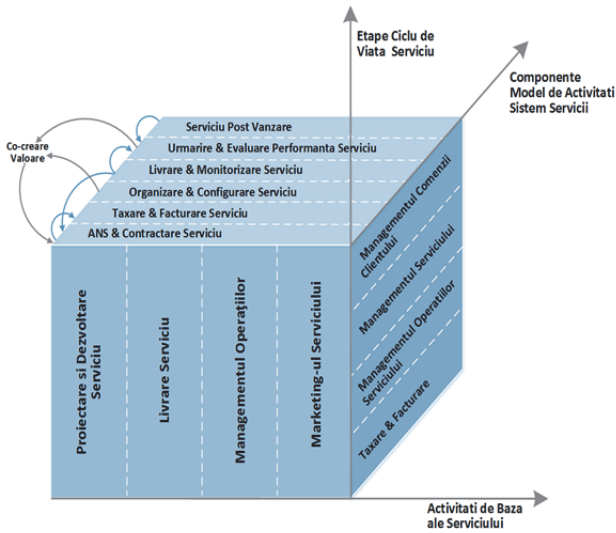 Etape Ciclu de
Viata Serviciu
Componente
Model de Activitati
Sistem Servicii
Co-creare
Valoare
Serviciu Post Vanzare
Urmarire & Evaluare Performanta Serviciu
Livrare & Monitorizare Serviciu
Organizare & Configurare Serviciu
Taxare & Facturare Serviciu
ANS & Contractare Serviciu
Proiectare si Dezvoltare
Serviciu
Livrare Serviciu
Managementul Operațiilor
Marketing-ul Serviciului
Managementul Comenzii
Clientului
Managementul Serviciului
Managementul Operatiilor
Serviciului
Taxare & Facturare
Activitati de Baza
ale Serviciului